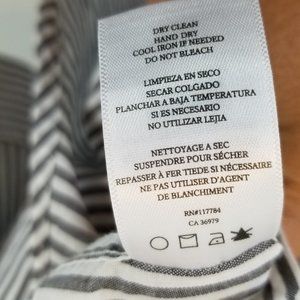 DRY CLEAN
HAND DRY
COOL IRON IF NEEDED
DO NOT BLEACH
LIMPIEZA EN SECO
SECAR COLGADO
PLANCHAR A BAJA TEMPERATURA
SI ES NECESARIO
NO UTILIZAR LEJIA
NETTOYAGE A SEC
SUSPENDRE POUR SÉCHER
REPASSER À FER TIEDE SI NÉCESSAIRE
NE PAS UTILISER D'AGENT
DE BLANCHIMENT
RN#117784
CA 36979